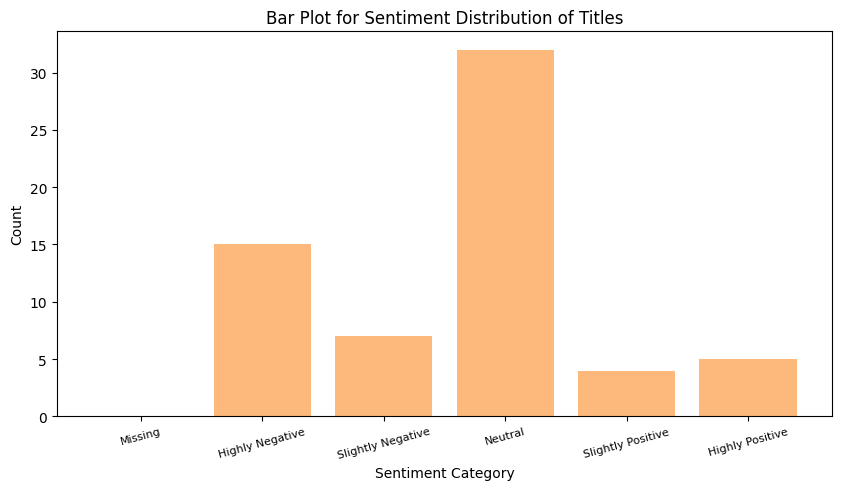 Bar Plot for Sentiment Distribution of Titles
Count
30
25
20
15
10
5
0
Missing
Highly Negative
Slightly Negative
Neutral
Slightly Positive
Highly Positive
Sentiment Category